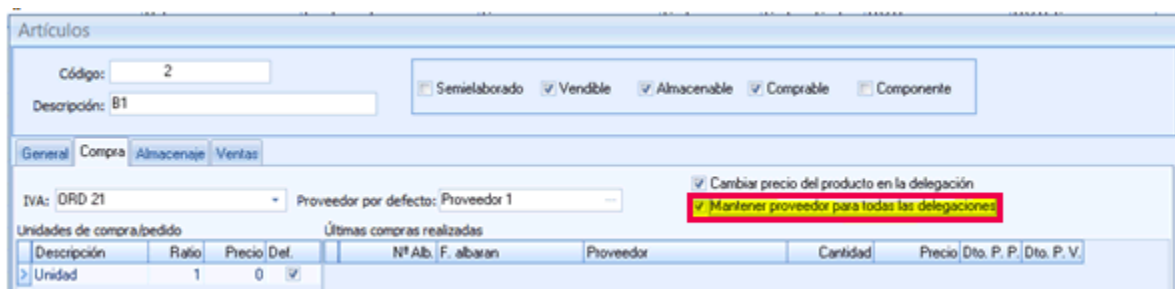 Artículos
Código: 2
Semielaborado Vendible Almacenable Comprable Componente
Descripción: B1
General Compra Almacenaje Ventas
Cambiar precio del producto en la delegación
IVA: ORD 21 Proveedor por defecto: Proveedor 1
Mantener proveedor para todas las delegaciones
Unidades de compra/pedido Últimas compras realizadas
Descripción Ratio Precio Def. Nº Alb. F. albaran Proveedor Cantidad Precio Dto. P. P. Dto. P. V.
Unidad 1 0